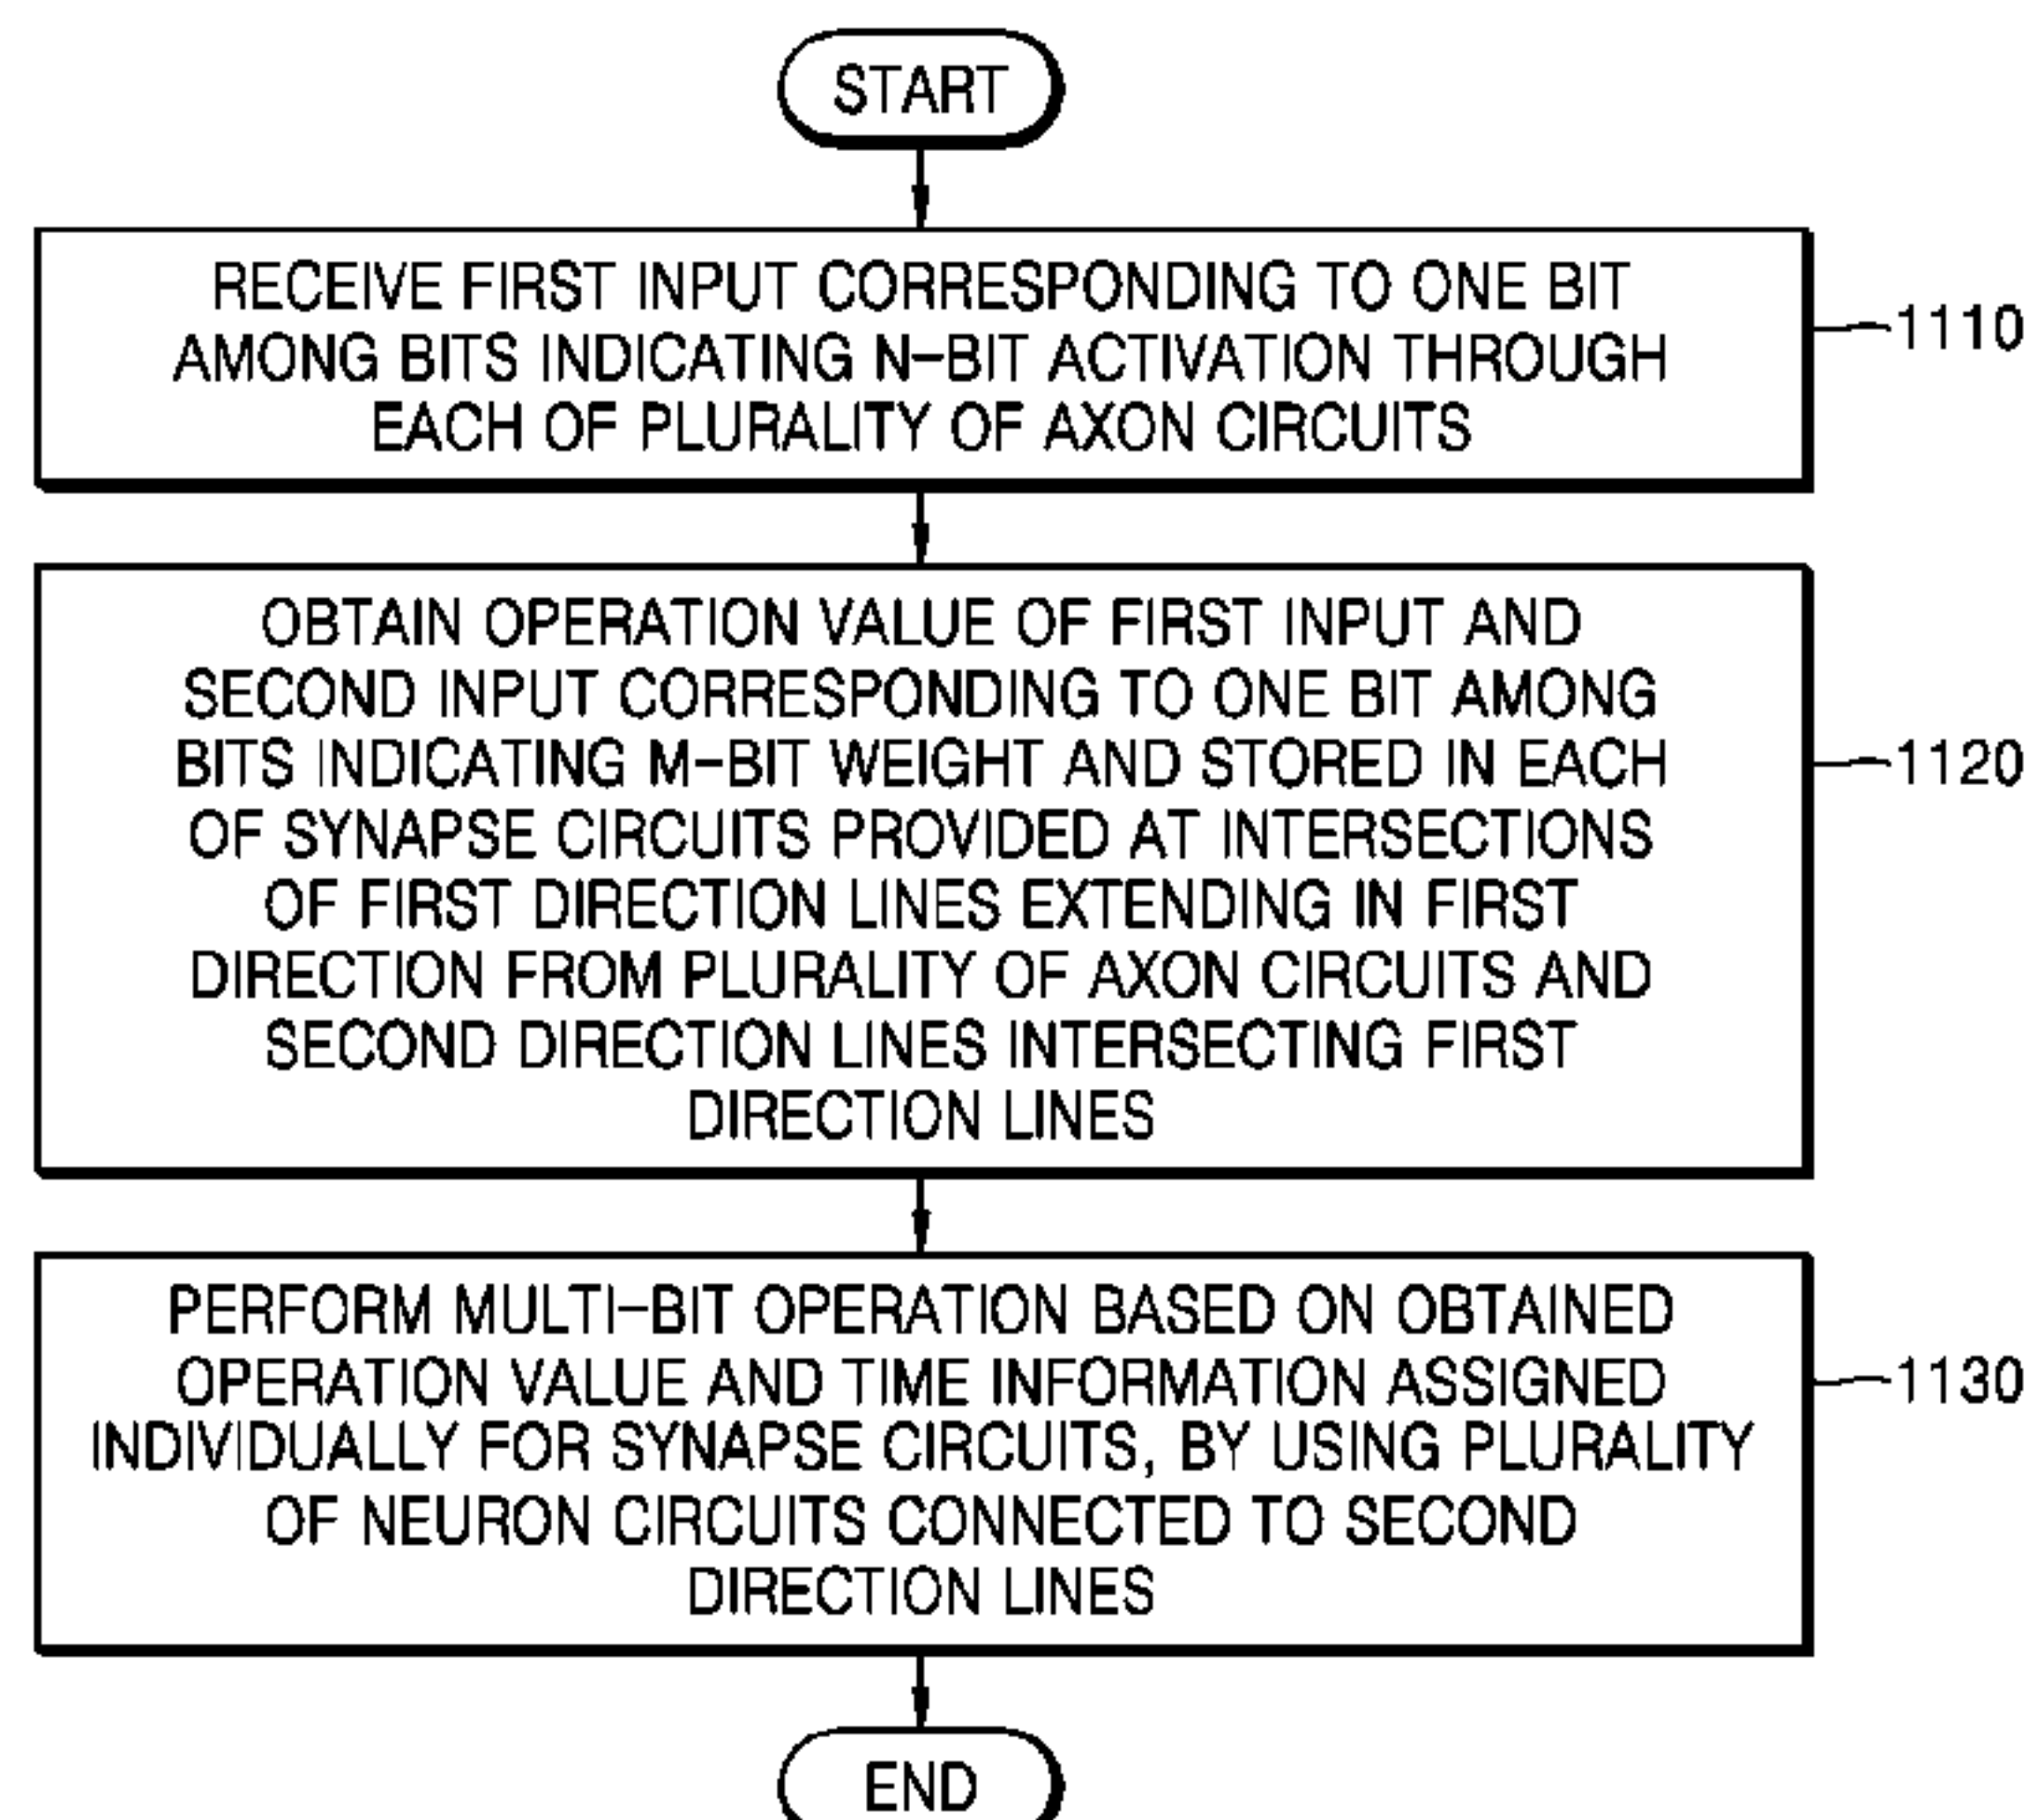 START
RECEIVE FIRST INPUT CORRESPONDING TO ONE BIT
AMONG BITS INDICATING N-BIT ACTIVATION THROUGH
EACH OF PLURALITY OF AXON CIRCUITS
1110
OBTAIN OPERATION VALUE OF FIRST INPUT AND
SECOND INPUT CORRESPONDING TO ONE BIT AMONG
BITS INDICATING M-BIT WEIGHT AND STORED IN EACH
OF SYNAPSE CIRCUITS PROVIDED AT INTERSECTIONS
OF FIRST DIRECTION LINES EXTENDING IN FIRST
DIRECTION FROM PLURALITY OF AXON CIRCUITS AND
SECOND DIRECTION LINES INTERSECTING FIRST
DIRECTION LINES
1120
PERFORM MULTI-BIT OPERATION BASED ON OBTAINED
OPERATION VALUE AND TIME INFORMATION ASSIGNED
INDIVIDUALLY FOR SYNAPSE CIRCUITS, BY USING PLURALITY
OF NEURON CIRCUITS CONNECTED TO SECOND
DIRECTION LINES
1130
END